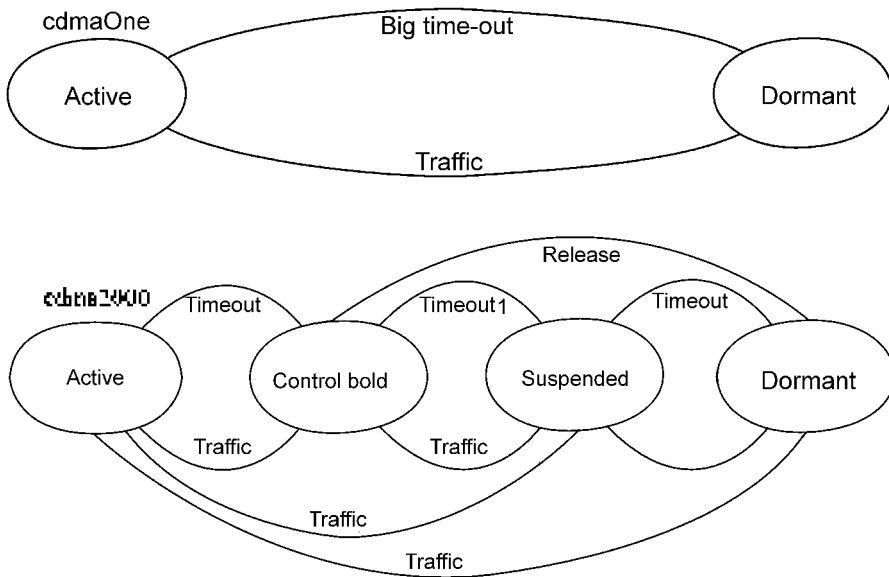 cdmaOne
Big time-out
Active
Dormant
Traffic
Release
Timeout
Timeout1
Timeout
Active
Control bold
Suspended
Dormant
Traffic
Traffic
Traffic
Traffic